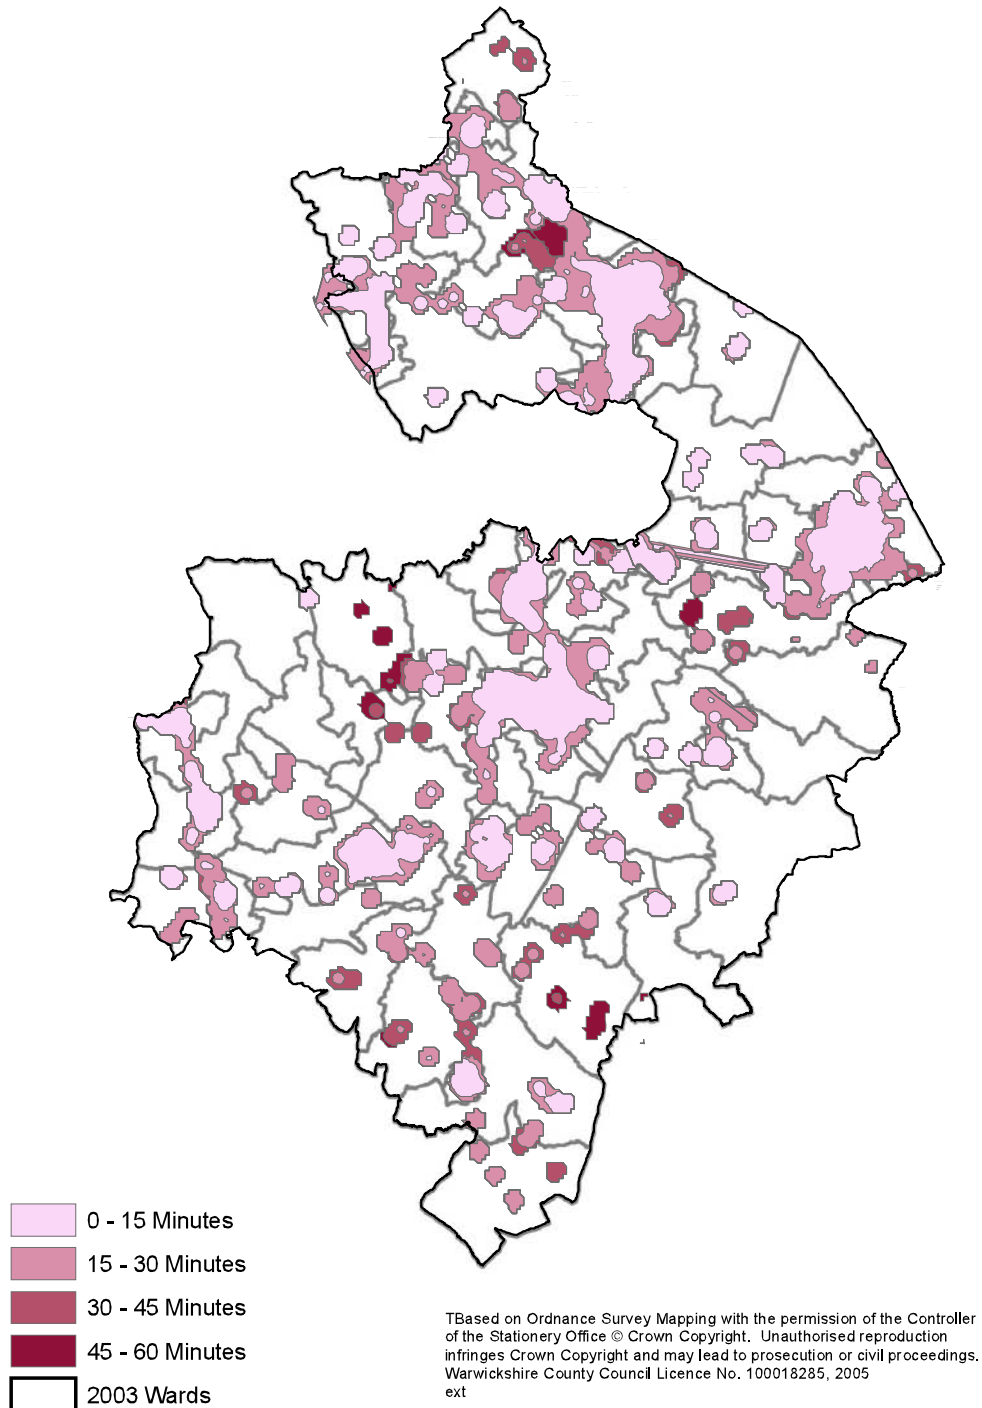 0 - 15 Minutes
15 - 30 Minutes
30 - 45 Minutes
45 - 60 Minutes
2003 Wards
TBased on Ordnance Survey Mapping with the permission of the Controller
of the Stationery Office © Crown Copyright. Unauthorised reproduction
infringes Crown Copyright and may lead to prosecution or civil proceedings.
Warwickshire County Council Licence No. 100018285, 2005
ext